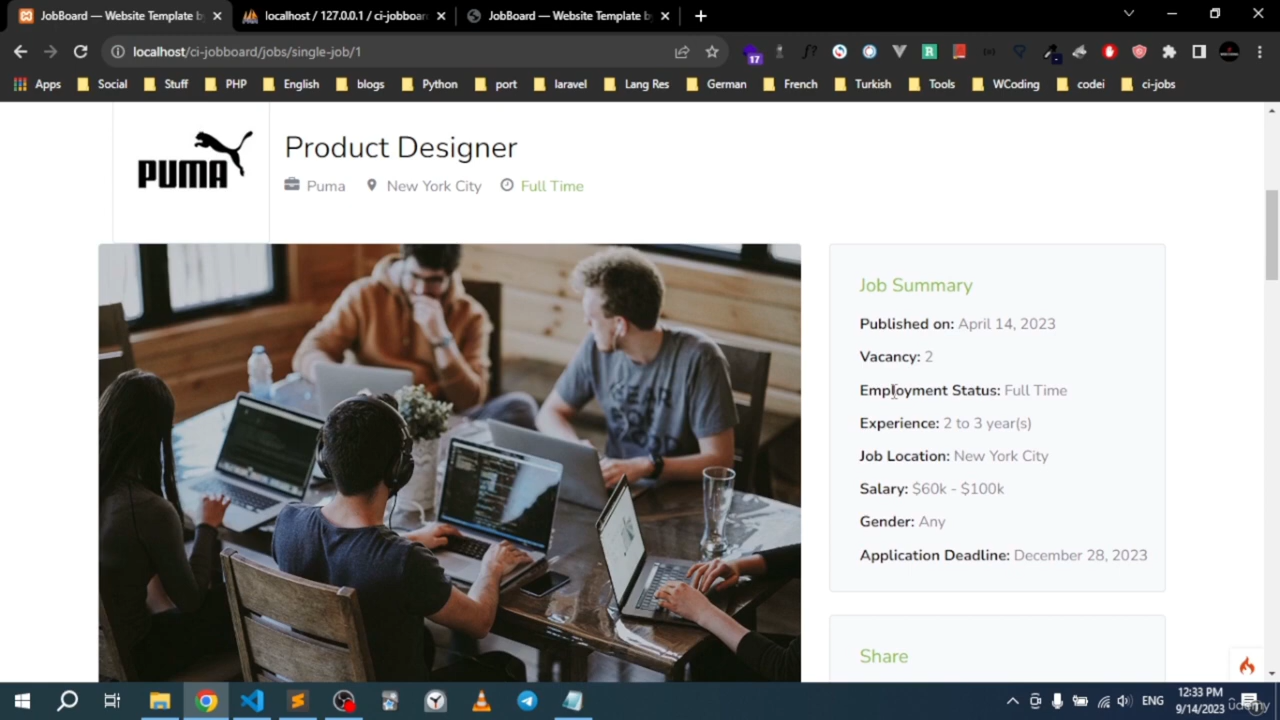 JobBoard — Website Template by
localhost / 127.0.0.1 / ci-jobboar
JobBoard — Website Template by
localhost/ci-jobboard/jobs/single-job/1
17
f?
R
Apps
Social
Stuff
PHP
English
blogs
Python
port
laravel
Lang Res
German
French
Turkish
Tools
WCoding
codei
ci-jobs
PUMA
Product Designer
Puma
New York City
Full Time
Job Summary
Published on: April 14, 2023
Vacancy: 2
Employment Status: Full Time
Experience: 2 to 3 year(s)
Job Location: New York City
Salary: $60k - $100k
Gender: Any
Application Deadline: December 28, 2023
Share
ENG
12:33 PM
9/14/2023
udemy